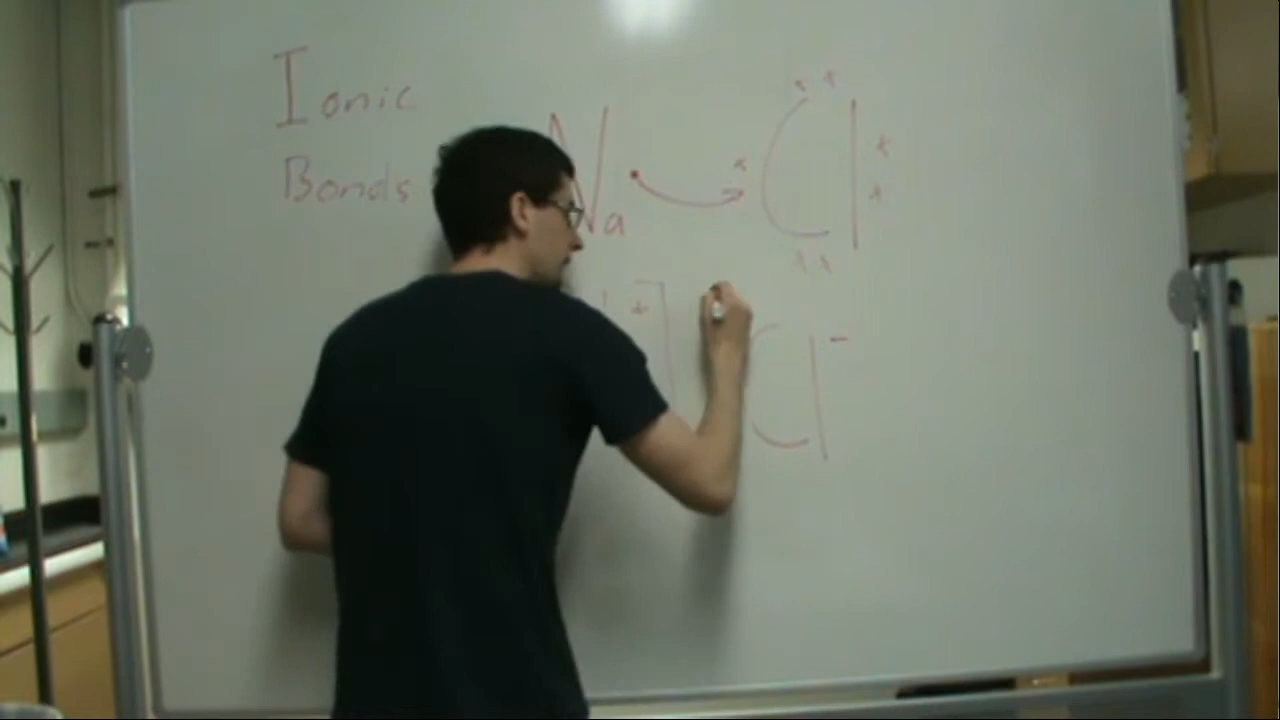 Ionic
Bonds
Na
Cl
+
Cl -